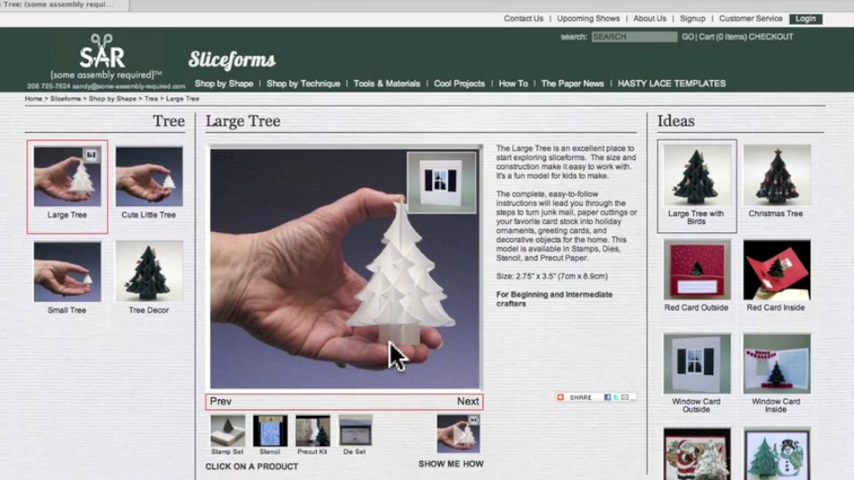 Tree: (some assembly requi...
Contact Us | Upcoming Shows | About Us | Signup | Customer Service | Login
search: SEARCH GO| Cart (0 Items) CHECKOUT
SAR
{some assembly required}™
206 725-7624 sandy@some-assembly-required.com
Sliceforms
Shop by Shape | Shop by Technique | Tools & Materials | Cool Projects | How To | The Paper News | HASTY LACE TEMPLATES
Home > Sliceforms > Shop by Shape > Tree > Large Tree
Tree
Large Tree
Cute Little Tree
Small Tree
Tree Decor
Large Tree
Prev
Next
Stamp Set
Stencil
Precut Kit
Die Set
CLICK ON A PRODUCT
SHOW ME HOW
The Large Tree is an excellent place to
start exploring sliceforms. The size and
construction make it easy to work with.
It's a fun model for kids to make.
The complete, easy-to-follow
instructions will lead you through the
steps to turn junk mail, paper cuttings or
your favorite card stock into holiday
ornaments, greeting cards, and
decorative objects for the home. This
model is available in Stamps, Dies,
Stencil, and Precut Paper.
Size: 2.75" x 3.5" (7cm x 8.9cm)
For Beginning and Intermediate
crafters
SHARE
Ideas
Large Tree with
Birds
Christmas Tree
Red Card Outside
Red Card Inside
Window Card
Outside
Window Card
Inside